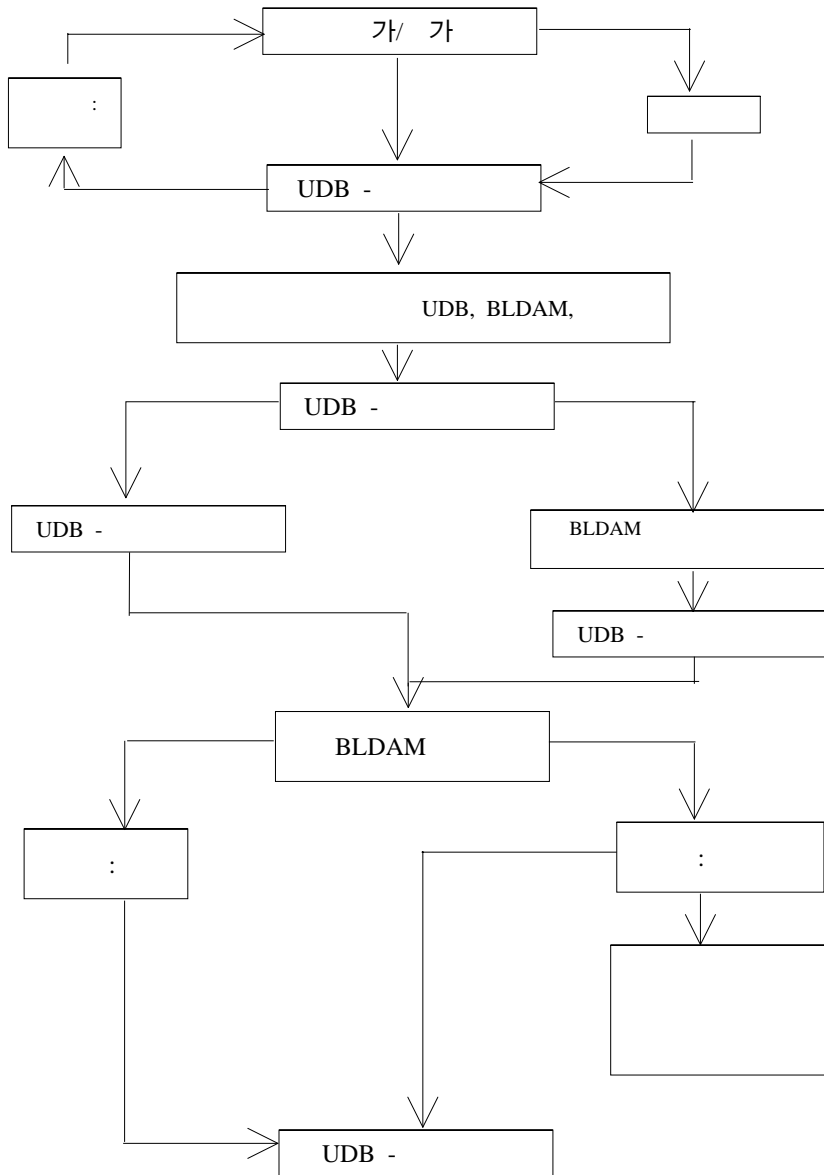 가/ 가
:
UDB -
UDB, BLDAM,
UDB -
UDB -
BLDAM
UDB -
BLDAM
:
:
UDB -